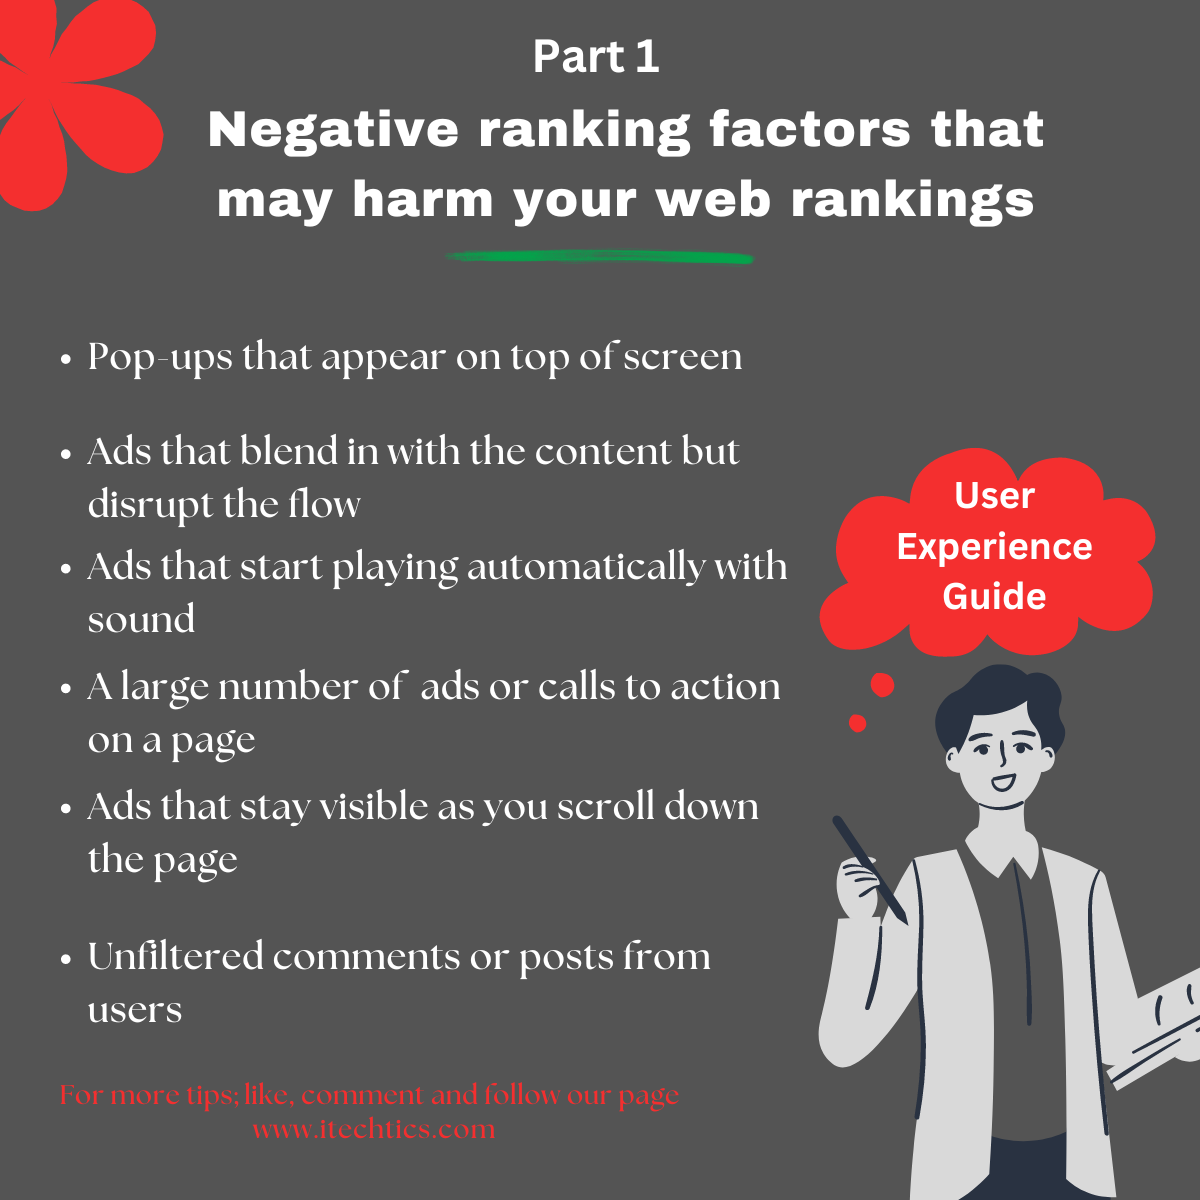 Part 1
Negative ranking factors that
may harm your web rankings
• Pop-ups that appear on top of screen
• Ads that blend in with the content but
disrupt the flow
• Ads that start playing automatically with
sound
• A large number of ads or calls to action
on a page
• Ads that stay visible as you scroll down
the page
• Unfiltered comments or posts from
users
User
Experience
Guide
For more tips; like, comment and follow our page
www.itechtics.com